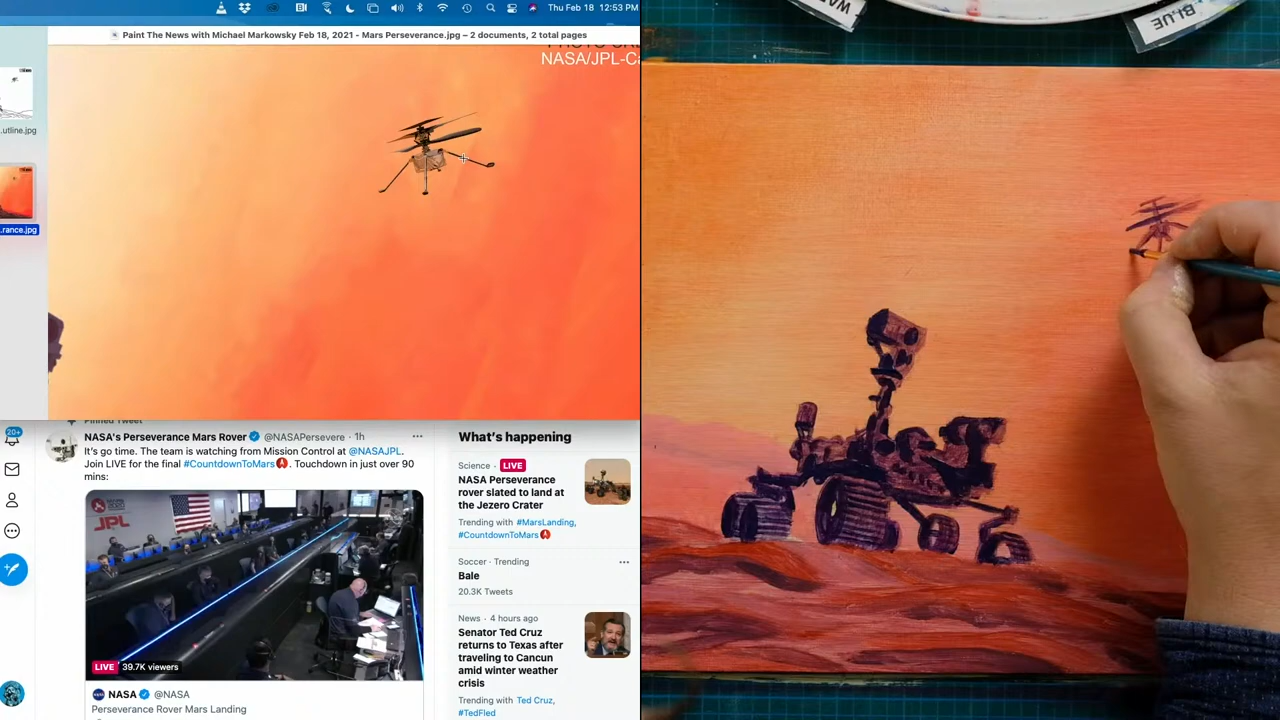 Thu Feb 18 12:53 PM
Paint The News with Michael Markowsky Feb 18, 2021 - Mars Perseverance.jpg – 2 documents, 2 total pages
NASA/JPL-Ca
...utline.jpg
...rance.jpg
20+
Pinned Tweet
NASA's Perseverance Mars Rover @NASAPersevere · 1h
It's go time. The team is watching from Mission Control at @NASAJPL.
Join LIVE for the final #CountdownToMars. Touchdown in just over 90
mins:
JPL
LIVE 39.7K viewers
NASA @NASA
Perseverance Rover Mars Landing
What's happening
Science · LIVE
NASA Perseverance
rover slated to land at
the Jezero Crater
Trending with #MarsLanding,
#CountdownToMars
Soccer · Trending
Bale
20.3K Tweets
News · 4 hours ago
Senator Ted Cruz
returns to Texas after
traveling to Cancun
amid winter weather
crisis
Trending with Ted Cruz,
#TedFled
BLUE